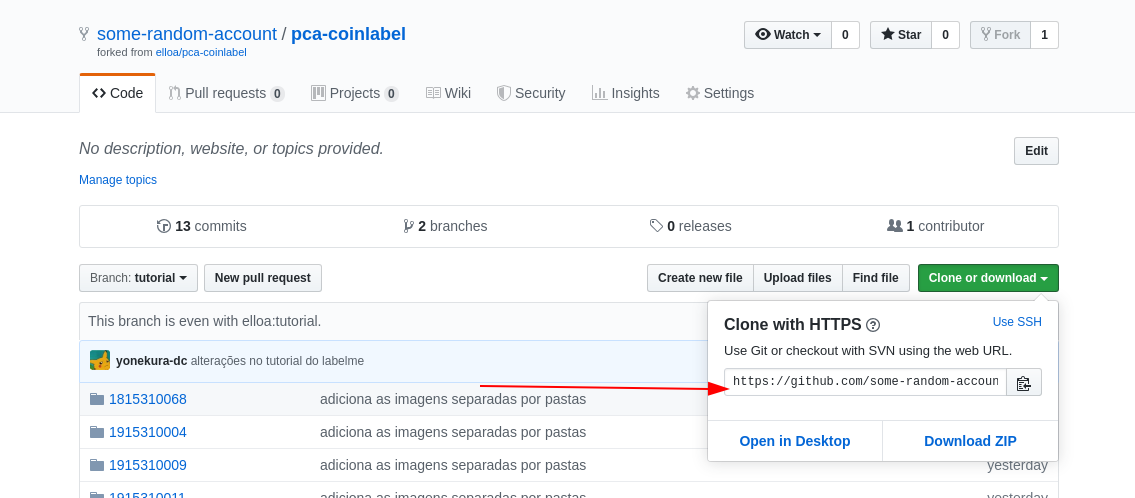 some-random-account / pca-coinlabel
forked from elloa/pca-coinlabel
Watch 0 Star 0 Fork 1
Code Pull requests 0 Projects 0 Wiki Security Insights Settings
No description, website, or topics provided.
Edit
Manage topics
13 commits 2 branches 0 releases 1 contributor
Branch: tutorial New pull request Create new file Upload files Find file Clone or download
This branch is even with elloa:tutorial.
Clone with HTTPS Use SSH
Use Git or checkout with SVN using the web URL.
https://github.com/some-random-accoun
Open in Desktop Download ZIP
yonekura-dc alterações no tutorial do labelme
1815310068 adiciona as imagens separadas por pastas
1915310004 adiciona as imagens separadas por pastas
1915310009 adiciona as imagens separadas por pastas yesterday
1915310011 adiciona as imagens separadas por pastas yesterday